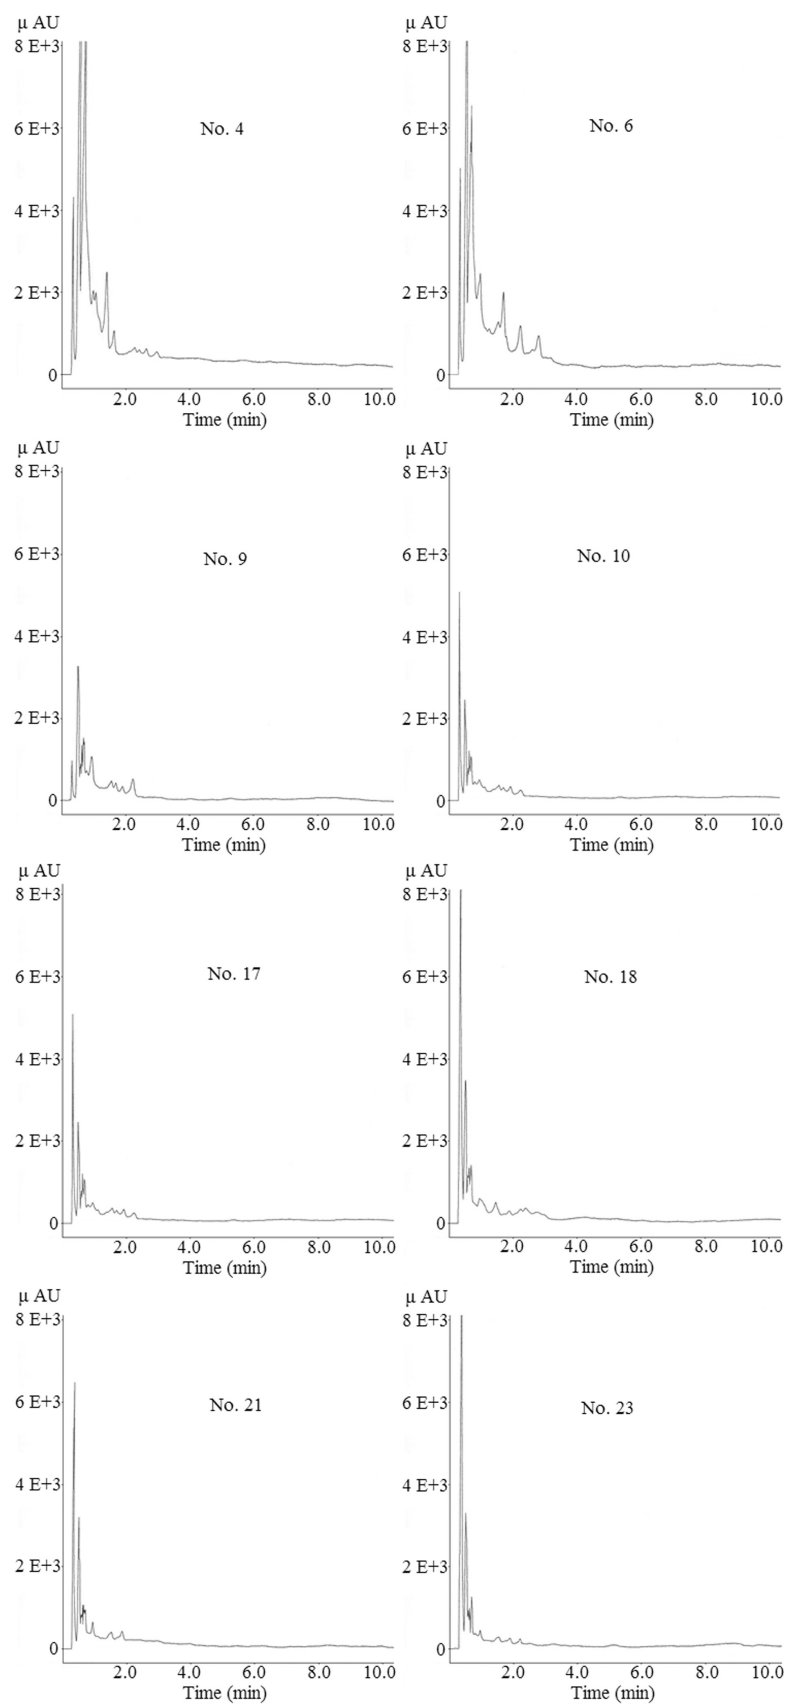 μ AU
8 E+3
6 E+3
4 E+3
2 E+3
0
No. 4
2.0 4.0 6.0 8.0 10.0
Time (min)
μ AU
8 E+3
6 E+3
4 E+3
2 E+3
0
No. 6
2.0 4.0 6.0 8.0 10.0
Time (min)
μ AU
8 E+3
6 E+3
4 E+3
2 E+3
0
No. 9
2.0 4.0 6.0 8.0 10.0
Time (min)
μ AU
8 E+3
6 E+3
4 E+3
2 E+3
0
No. 10
2.0 4.0 6.0 8.0 10.0
Time (min)
μ AU
8 E+3
6 E+3
4 E+3
2 E+3
0
No. 17
2.0 4.0 6.0 8.0 10.0
Time (min)
μ AU
8 E+3
6 E+3
4 E+3
2 E+3
0
No. 18
2.0 4.0 6.0 8.0 10.0
Time (min)
μ AU
8 E+3
6 E+3
4 E+3
2 E+3
0
No. 21
2.0 4.0 6.0 8.0 10.0
Time (min)
μ AU
8 E+3
6 E+3
4 E+3
2 E+3
0
No. 23
2.0 4.0 6.0 8.0 10.0
Time (min)